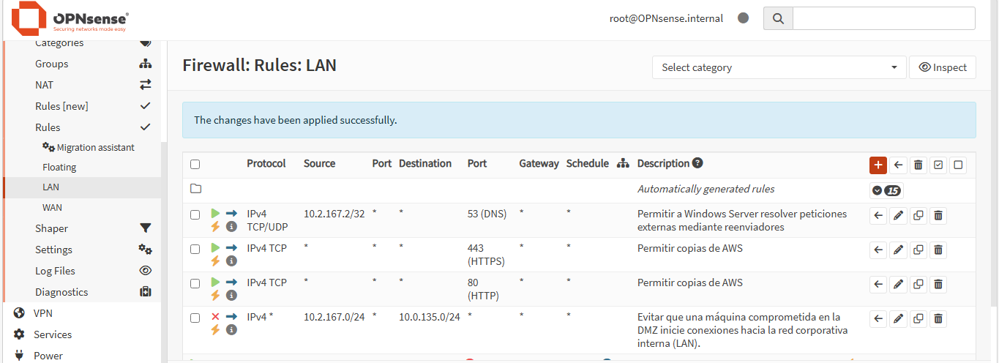 OPNsense®
Securing networks made easy
root@OPNsense.internal
Categories
Groups
NAT
Rules [new]
Rules
Migration assistant
Floating
LAN
WAN
Shaper
Settings
Log Files
Diagnostics
VPN
Services
Power
Firewall: Rules: LAN
Select category
Inspect
The changes have been applied successfully.
Protocol Source Port Destination Port Gateway Schedule Description
Automatically generated rules 15
IPv4 10.2.167.2/32 * * 53 (DNS) * * Permitir a Windows Server resolver peticiones
TCP/UDP externas mediante reenviadores
IPv4 TCP * * * 443 * * Permitir copias de AWS
(HTTPS)
IPv4 TCP * * * 80 * * Permitir copias de AWS
(HTTP)
IPv4 * 10.2.167.0/24 * 10.0.135.0/24 * * * Evitar que una máquina comprometida en la
DMZ inicie conexiones hacia la red corporativa
interna (LAN).